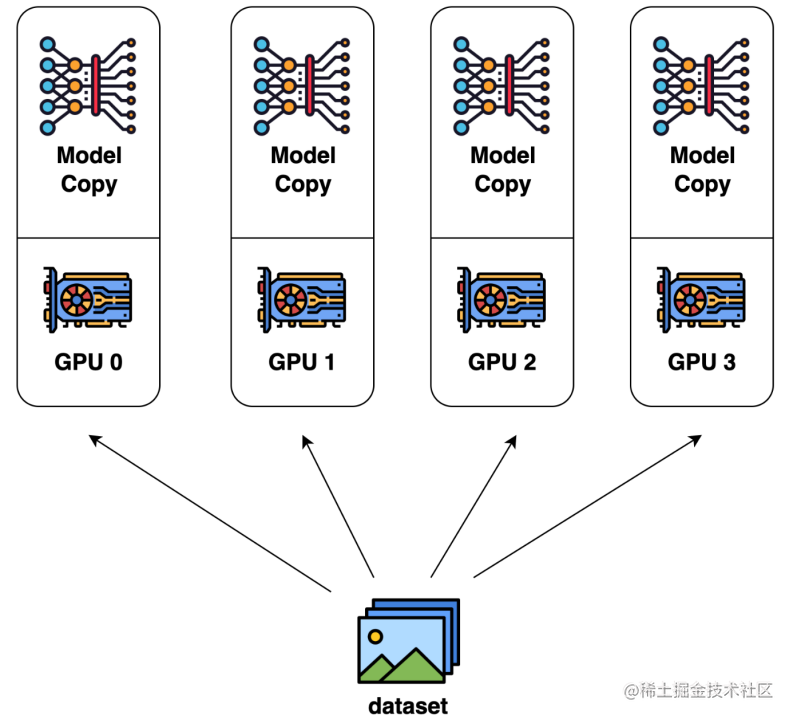 Model
Copy
Model
Copy
Model
Copy
Model
Copy
GPU 0
GPU 1
GPU 2
GPU 3
dataset
@稀土掘金技术社区